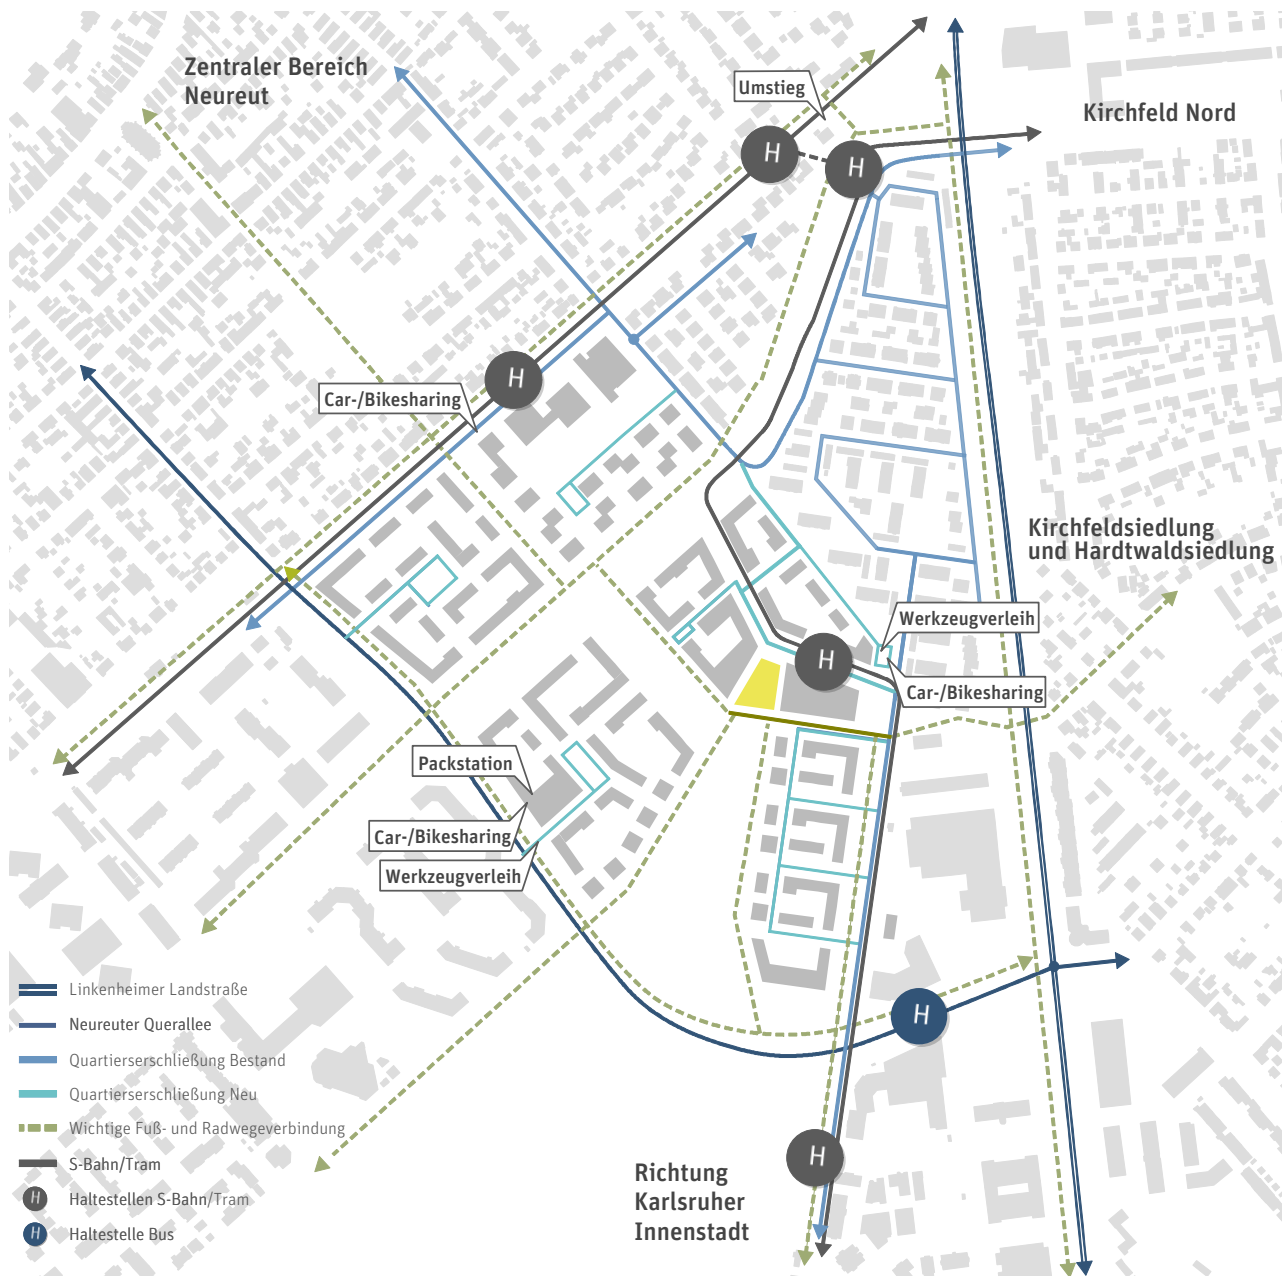 Zentraler Bereich
Neureut
Umstieg
Kirchfeld Nord
H
H
H
Car-/Bikesharing
Kirchfeldsiedlung
und Hardtwaldsiedlung
Werkzeugverleih
H
Car-/Bikesharing
Packstation
Car-/Bikesharing
Werkzeugverleih
H
H
Richtung
Karlsruher
Innenstadt
Linkenheimer Landstraße
Neureuter Querallee
Quartierserschließung Bestand
Quartierserschließung Neu
Wichtige Fuß- und Radwegeverbindung
S-Bahn/Tram
H Haltestellen S-Bahn/Tram
H Haltestelle Bus